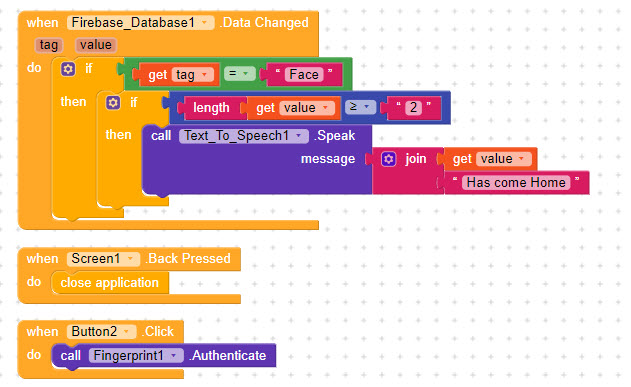 when Firebase_Database1 .Data Changed
tag value
do if get tag = “ Face ”
then if length get value ≥ “ 2 ”
then call Text_To_Speech1 .Speak
message join get value
“ Has come Home ”
when Screen1 .Back Pressed
do close application
when Button2 .Click
do call Fingerprint1 .Authenticate